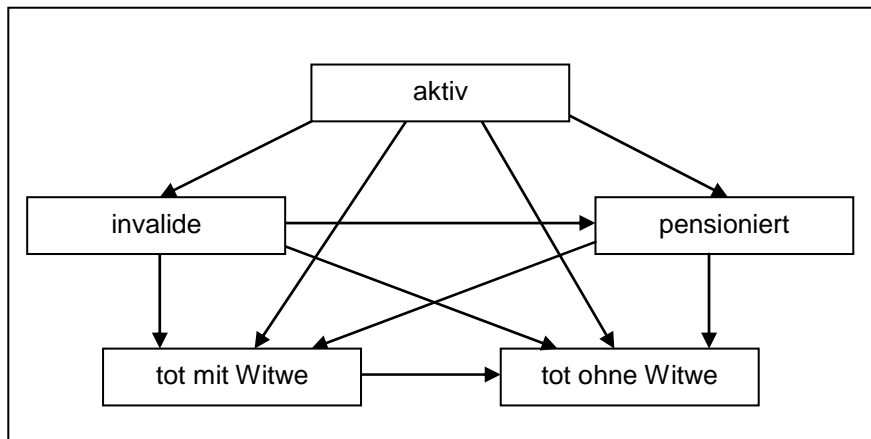 aktiv
invalide
pensioniert
tot mit Witwe
tot ohne Witwe